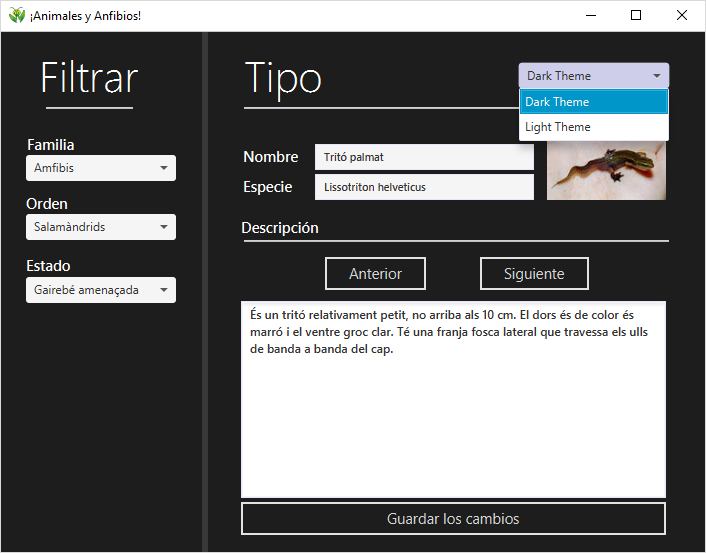 ¡Animales y Anfibios!
Filtrar
Familia
Amfibis
Orden
Salamàndrids
Estado
Gairebé amenaçada
Tipo
Dark Theme
Dark Theme
Light Theme
Nombre
Tritó palmat
Especie
Lissotriton helveticus
Descripción
Anterior
Siguiente
És un tritó relativament petit, no arriba als 10 cm. El dors és de color és
marró i el ventre groc clar. Té una franja fosca lateral que travessa els ulls
de banda a banda del cap.
Guardar los cambios